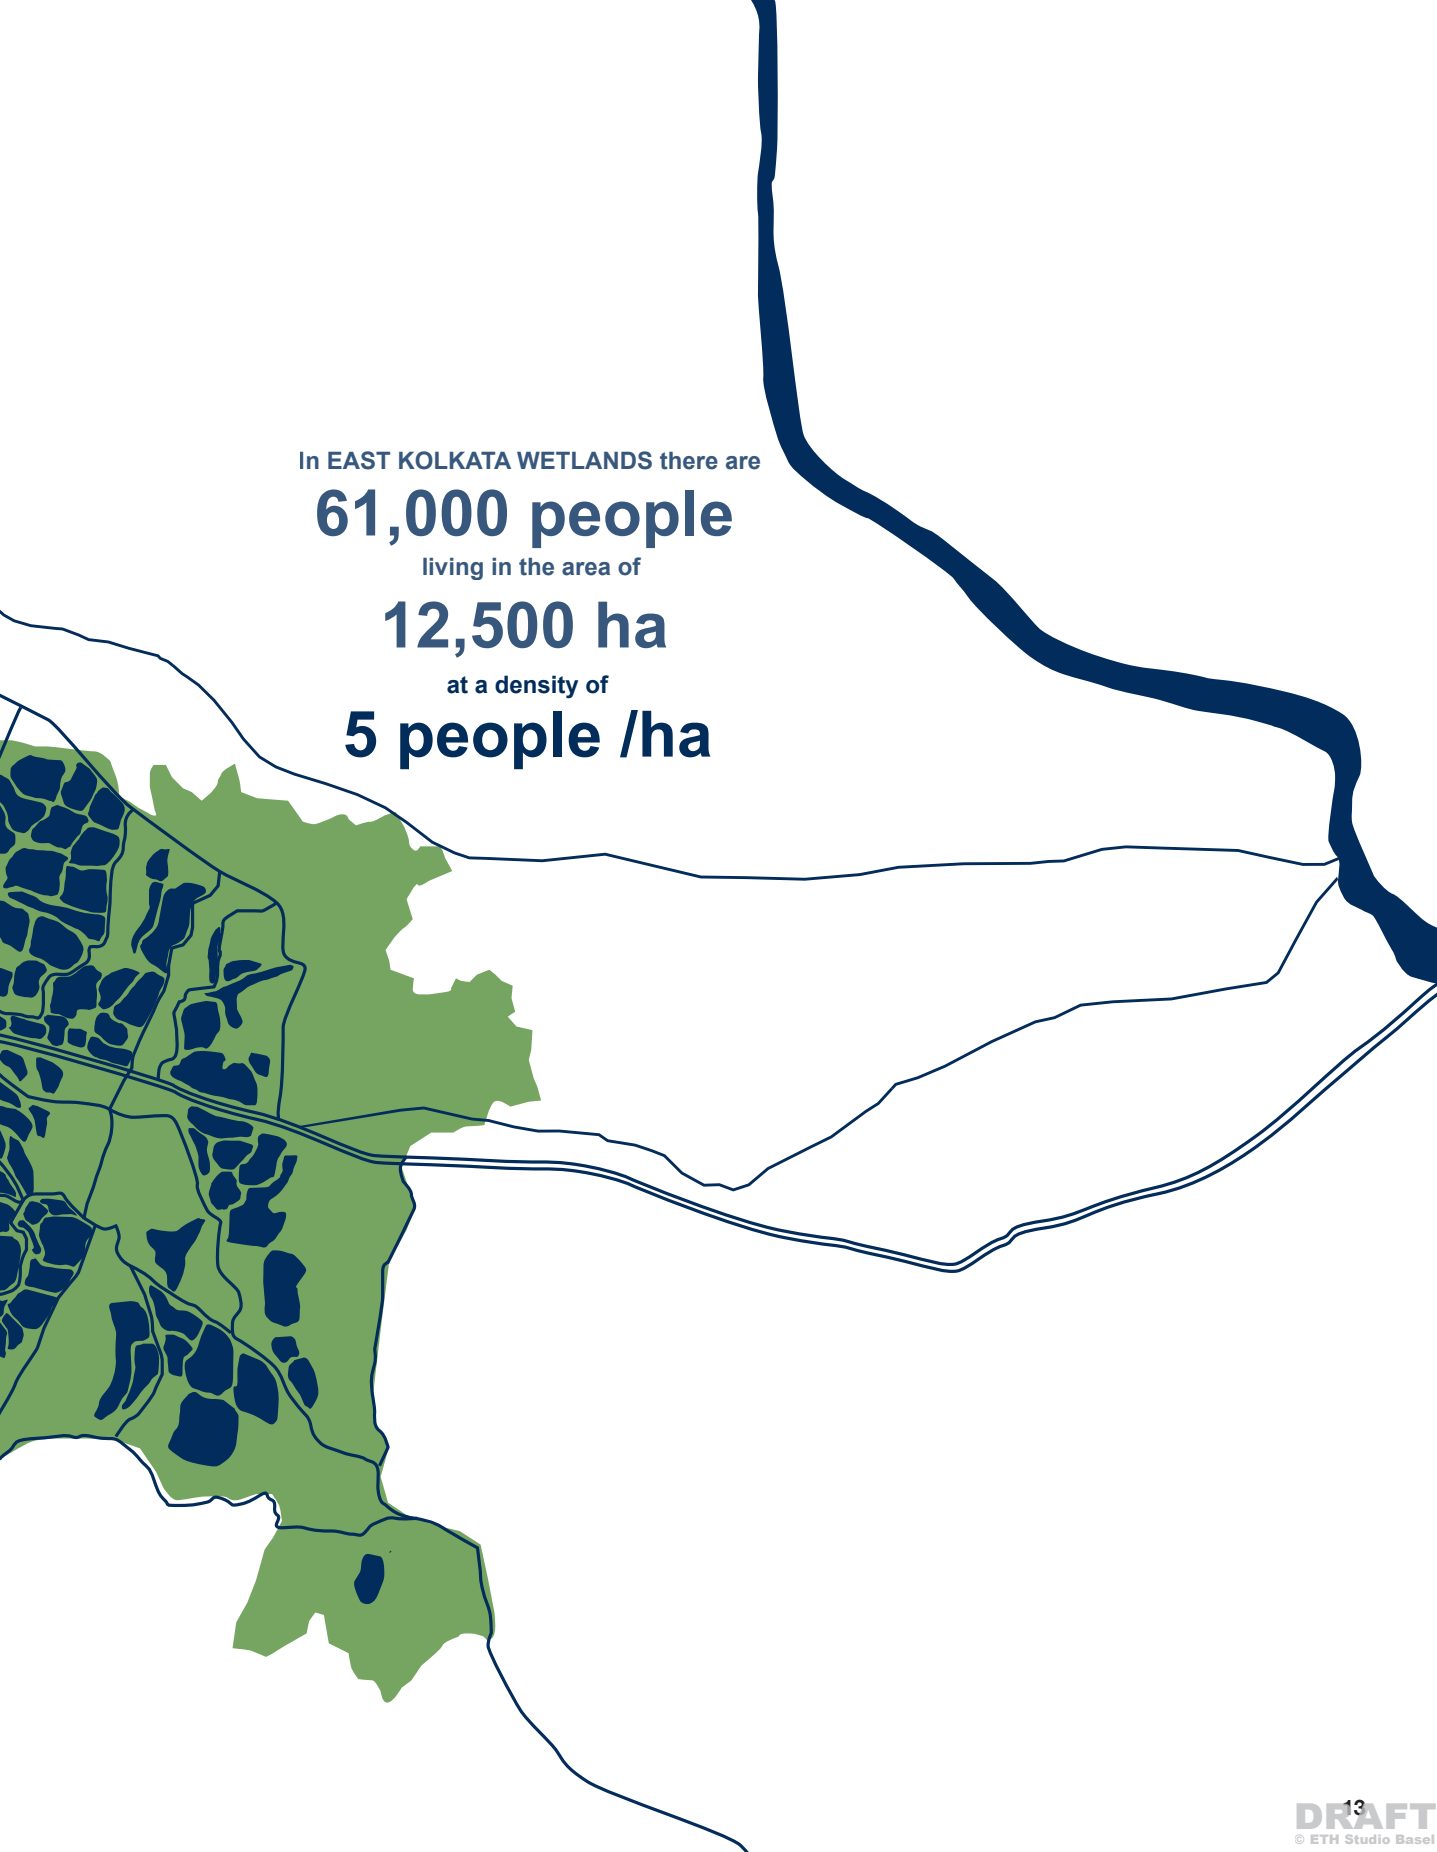 In EAST KOLKATA WETLANDS there are
61,000 people
living in the area of
12,500 ha
at a density of
5 people /ha
13
DRAFT
© ETH Studio Basel